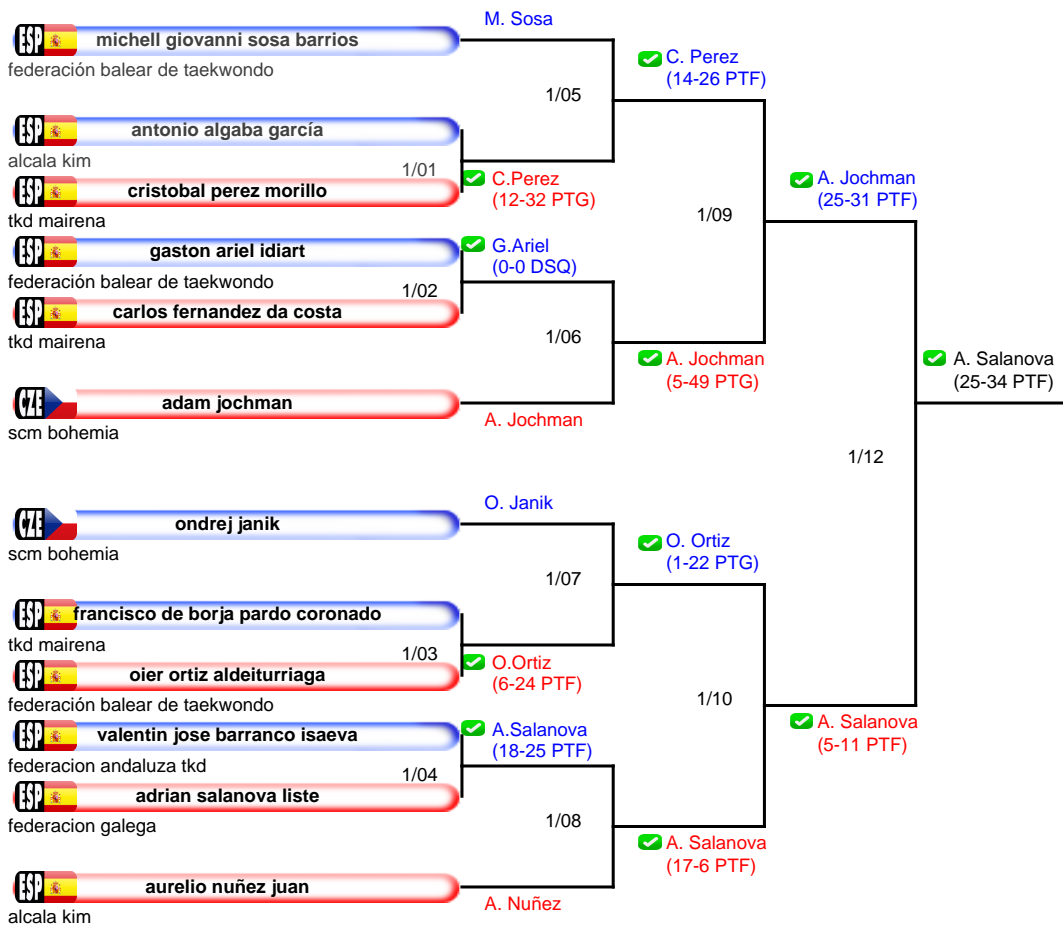 M. Sosa
ESP michell giovanni sosa barrios
federación balear de taekwondo
C. Perez
(14-26 PTF)
1/05
ESP antonio algaba garcía
alcala kim
1/01
C.Perez
(12-32 PTG)
ESP cristobal perez morillo
tkd mairena
A. Jochman
(25-31 PTF)
1/09
ESP gaston ariel idiart
federación balear de taekwondo
G.Ariel
(0-0 DSQ)
1/02
ESP carlos fernandez da costa
tkd mairena
1/06
A. Jochman
(5-49 PTG)
A. Salanova
(25-34 PTF)
CZE adam jochman
scm bohemia
A. Jochman
1/12
O. Janik
CZE ondrej janik
scm bohemia
O. Ortiz
(1-22 PTG)
1/07
ESP francisco de borja pardo coronado
tkd mairena
1/03
O.Ortiz
(6-24 PTF)
ESP oier ortiz aldeiturriaga
federación balear de taekwondo
1/10
A. Salanova
(5-11 PTF)
ESP valentin jose barranco isaeva
federacion andaluza tkd
A.Salanova
(18-25 PTF)
1/04
ESP adrian salanova liste
federacion galega
1/08
A. Salanova
(17-6 PTF)
ESP aurelio nuñez juan
alcala kim
A. Nuñez